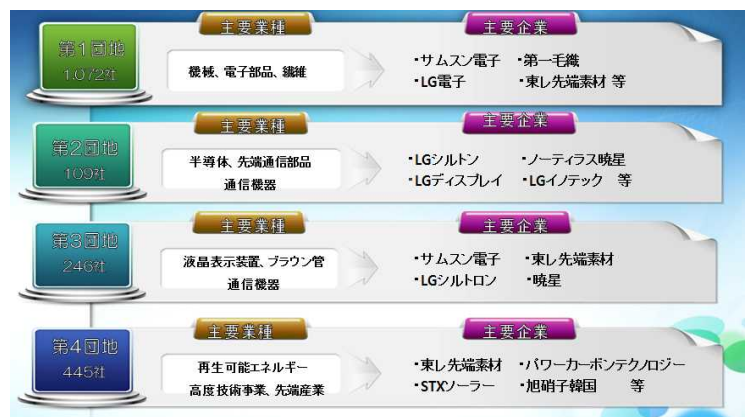 主要業種
主要企業
第1団地
1,072社
機械、電子部品、繊維
・サムスン電子 ・第一毛織
・LG電子 ・東レ先端素材 等
主要業種
主要企業
第2団地
109社
半導体、先端通信部品
通信機器
・LGシルトン ・ノーティラス暁星
・LGディスプレイ ・LGイノテック 等
主要業種
主要企業
第3団地
246社
液晶表示装置、ブラウン管
通信機器
・サムスン電子 ・東レ先端素材
・LGシルトロン ・暁星
主要業種
主要企業
第4団地
445社
再生可能エネルギー
高度技術事業、先端産業
・東レ先端素材 ・パワーカーボンテクノロジー
・STXソーラー ・旭硝子韓国 等